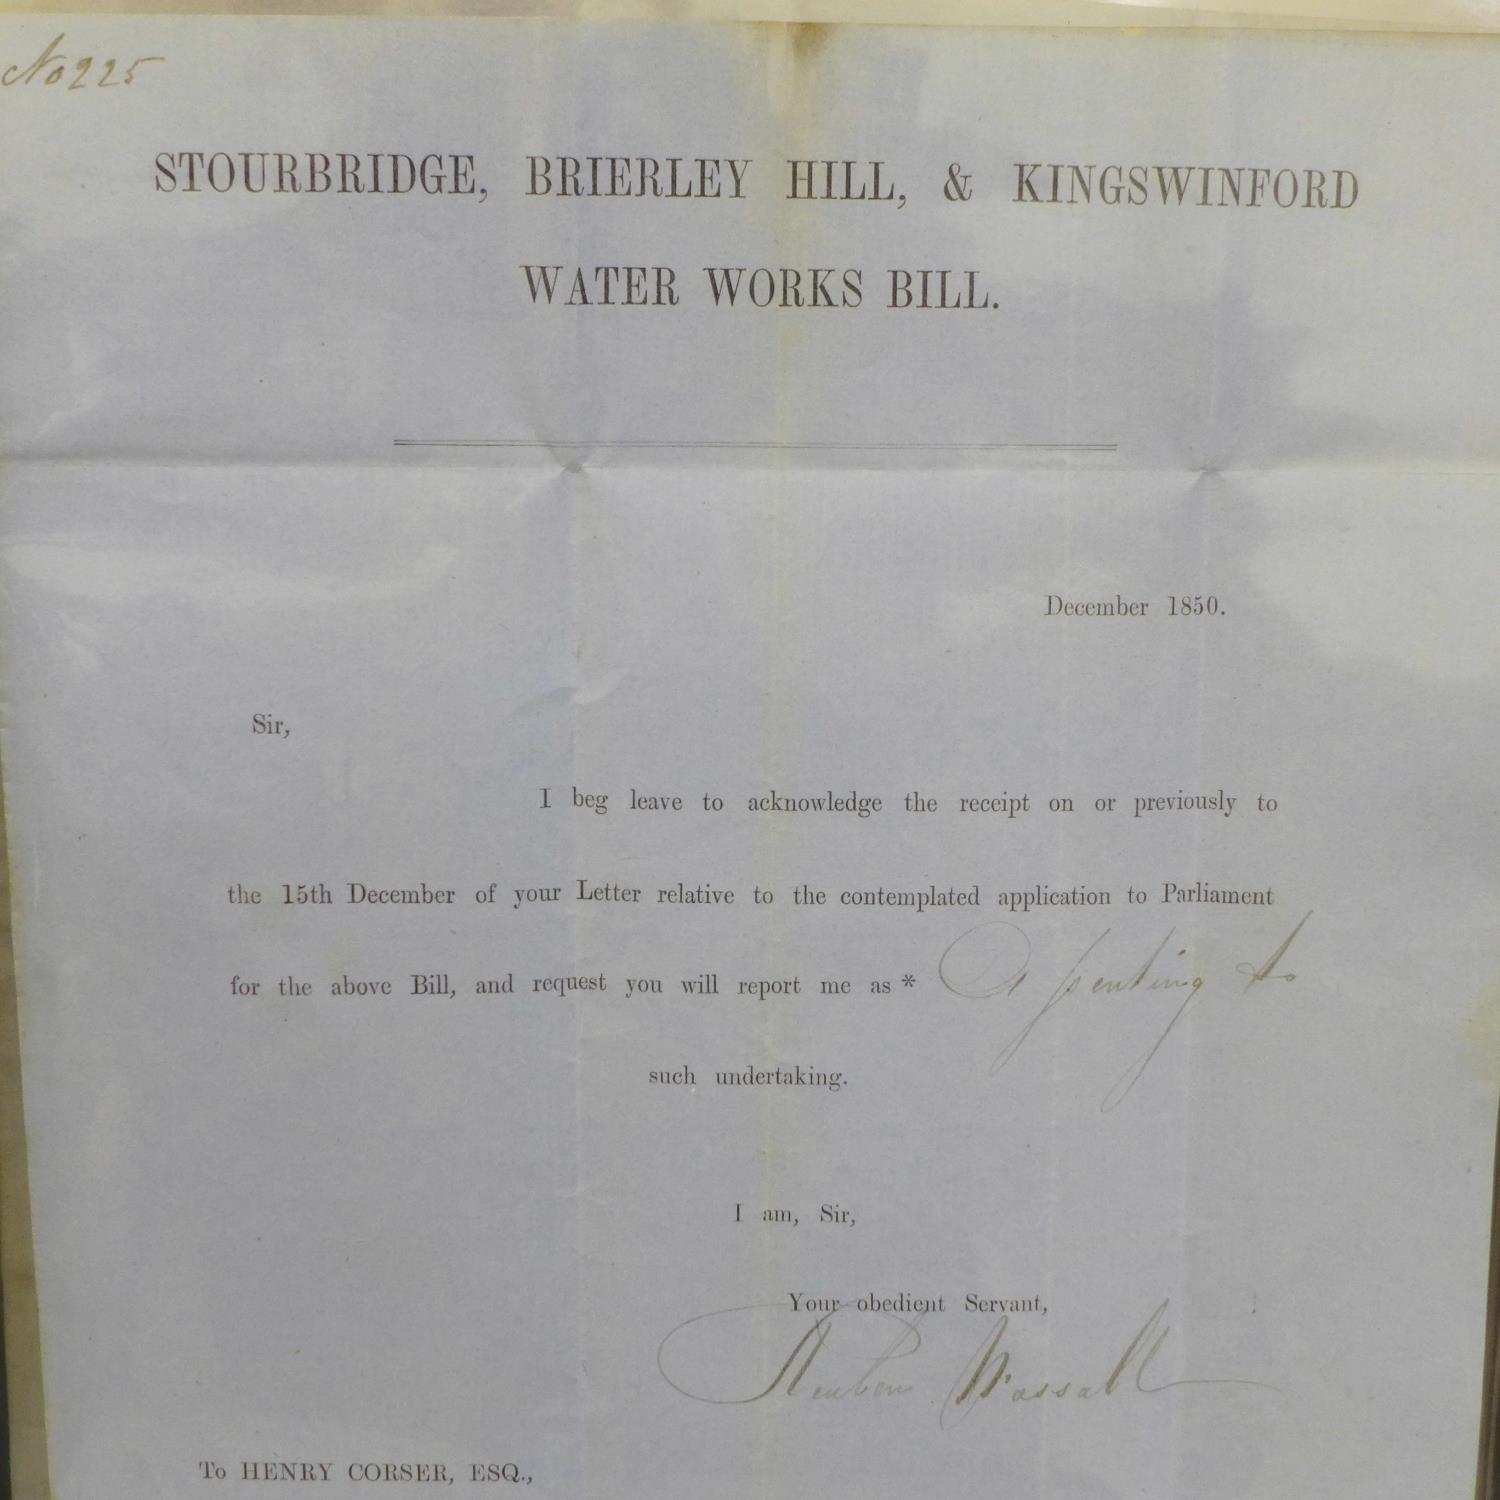 No 225
STOURBRIDGE, BRIERLEY HILL, & KINGSWINFORD
WATER WORKS BILL.
December 1850.
Sir,
I beg leave to acknowledge the receipt on or previously to
the 15th December of your Letter relative to the contemplated application to Parliament
for the above Bill, and request you will report me as * Assenting to
such undertaking.
I am, Sir,
Your obedient Servant,
Reuben Wassall
To HENRY CORSER, ESQ.,